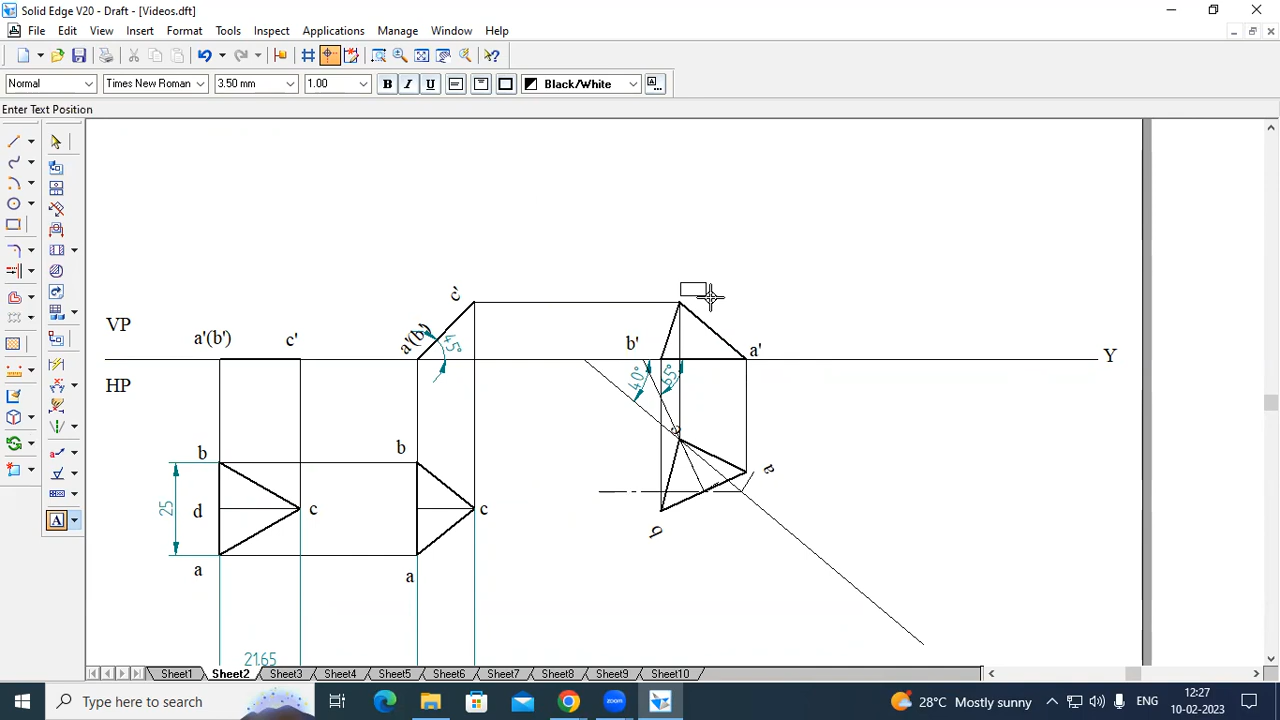 Solid Edge V20 - Draft - [Videos.dft]
File Edit View Insert Format Tools Inspect Applications Manage Window Help
Normal Times New Roman 3.50 mm 1.00 B I U Black/White
Enter Text Position
VP
a'(b') c' a'(b') c' 45° b' a' Y
HP
40° 65°
b b c a
25 d c c b
a a
21.65
Sheet1 Sheet2 Sheet3 Sheet4 Sheet5 Sheet6 Sheet7 Sheet8 Sheet9 Sheet10
Type here to search 28°C Mostly sunny ENG 12:27
10-02-2023